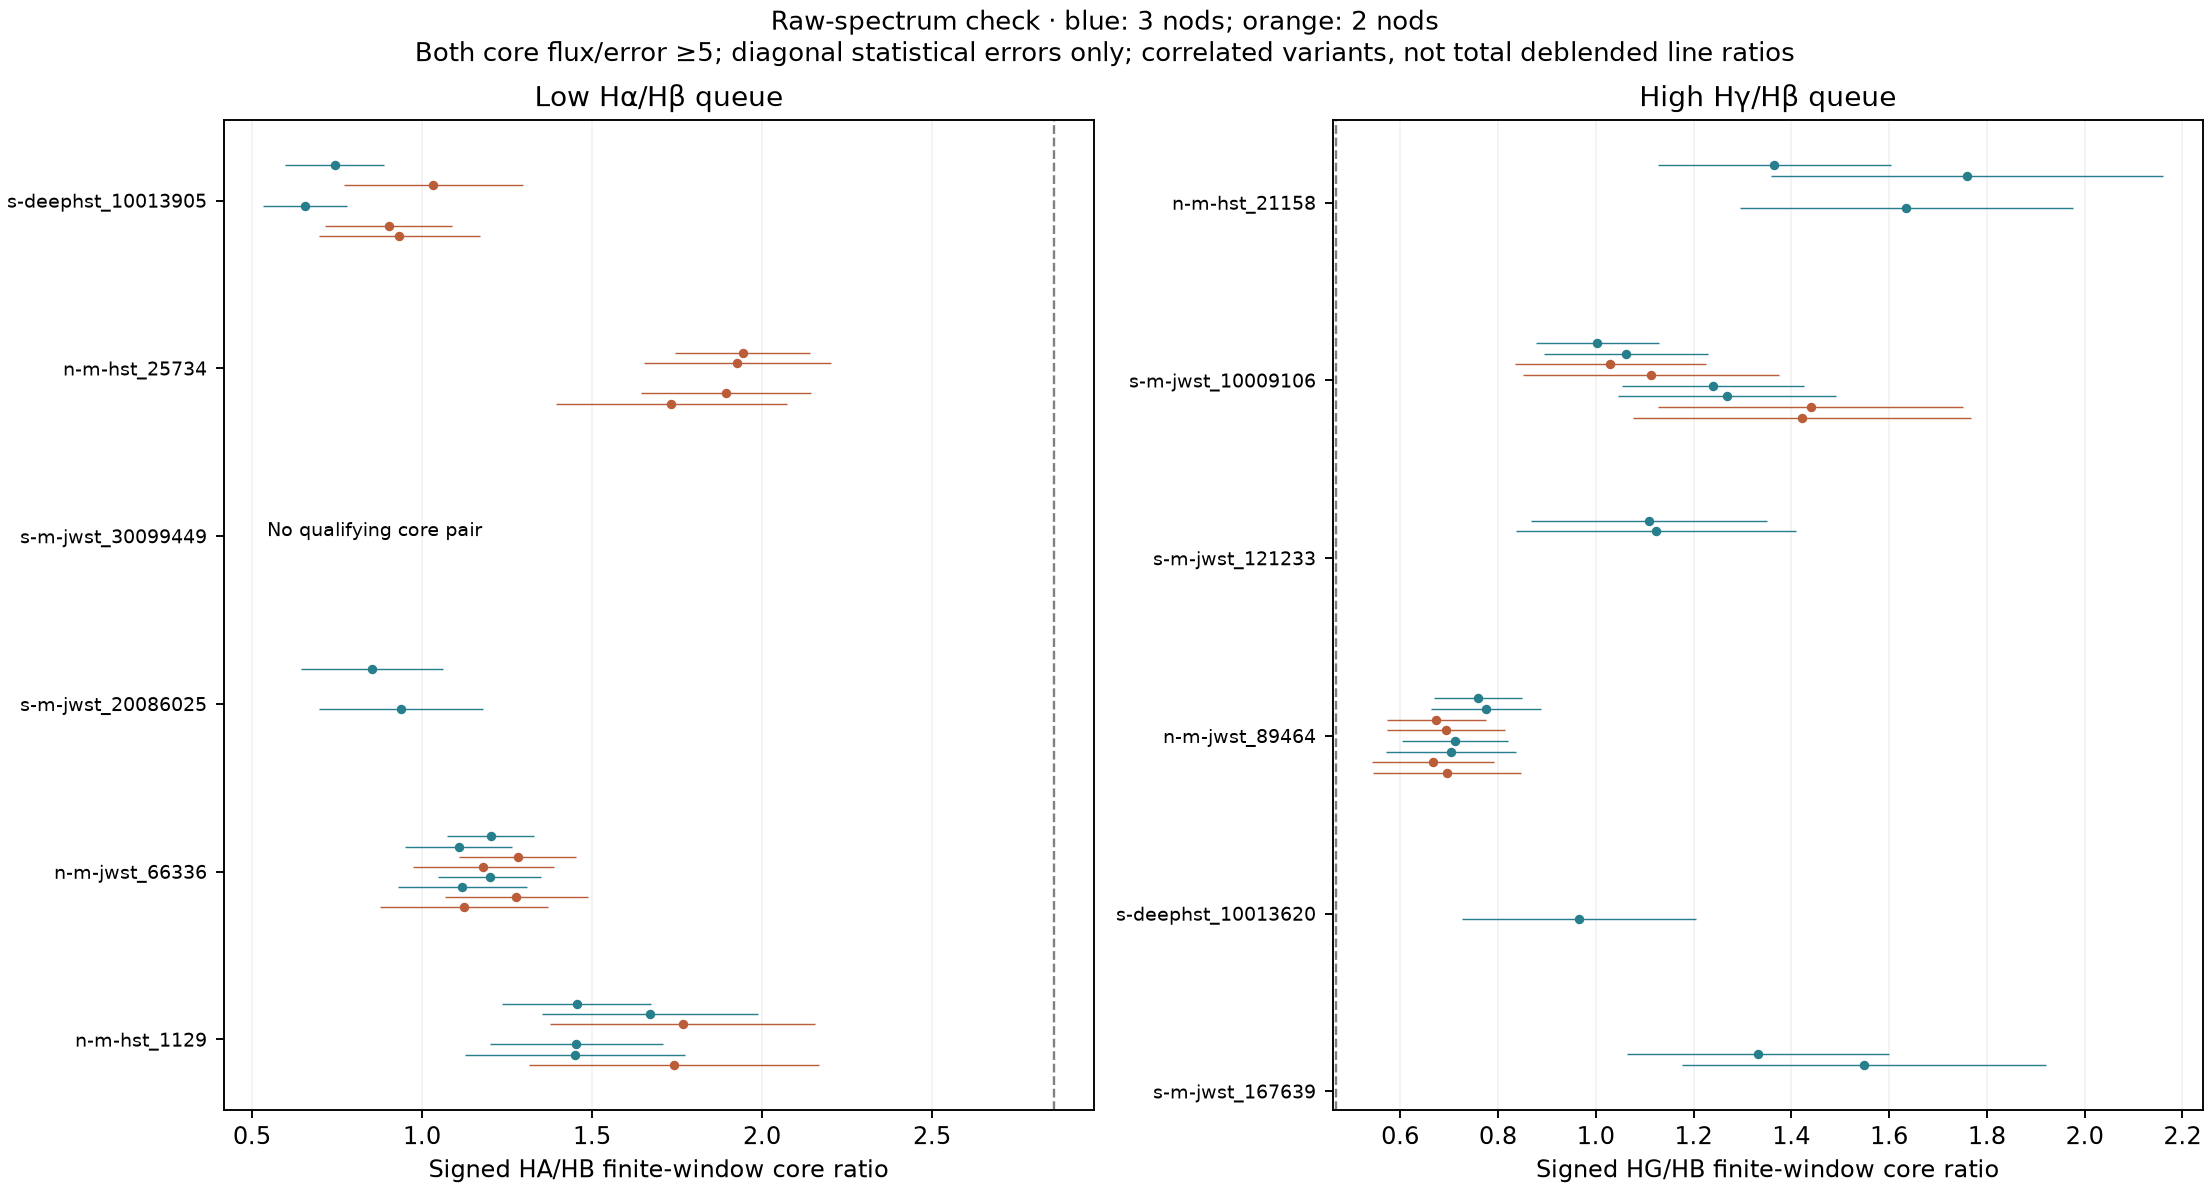 Raw-spectrum check · blue: 3 nods; orange: 2 nods
Both core flux/error ≥5; diagonal statistical errors only; correlated variants, not total deblended line ratios
Low Hα/Hβ queue
s-deephst_10013905
n-m-hst_25734
s-m-jwst_30099449
No qualifying core pair
s-m-jwst_20086025
n-m-jwst_66336
n-m-hst_1129
0.5 1.0 1.5 2.0 2.5
Signed HA/HB finite-window core ratio
High Hγ/Hβ queue
n-m-hst_21158
s-m-jwst_10009106
s-m-jwst_121233
n-m-jwst_89464
s-deephst_10013620
s-m-jwst_167639
0.6 0.8 1.0 1.2 1.4 1.6 1.8 2.0 2.2
Signed HG/HB finite-window core ratio